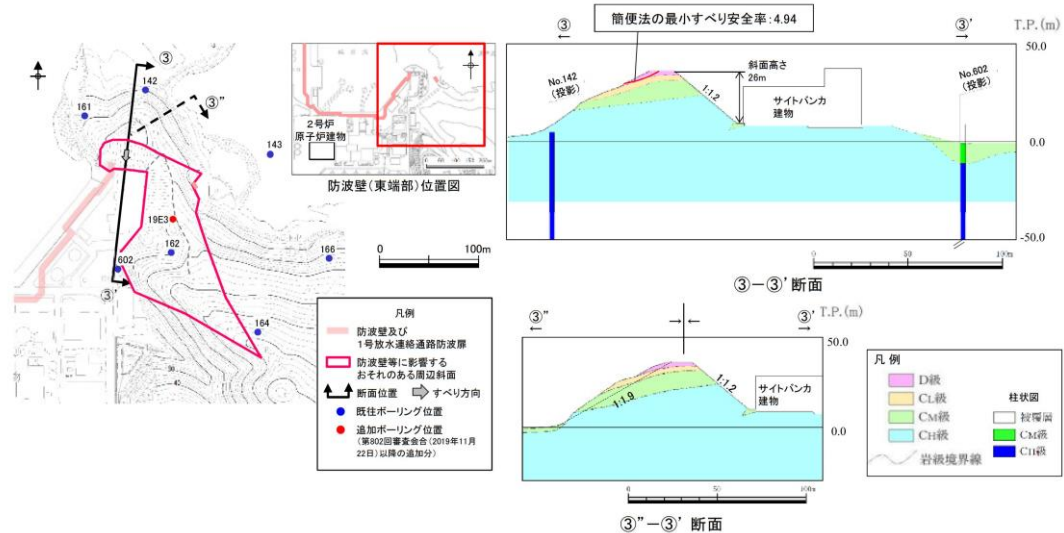 ③
142
161
③”
143
19E3
162
602
③’
166
164
40
50
0
100m
2号炉
原子炉建物
防波壁（東端部）位置図
凡例
防波壁及び
1号放水連絡通路防波扉
防波壁等に影響する
おそれのある周辺斜面
断面位置
すべり方向
既往ボーリング位置
追加ボーリング位置
（第802回審査会合（2019年11月
22日）以降の追加分）
簡便法の最小すべり安全率：4.94
③
③’
T.P.(m)
50.0
No.142
（投影）
斜面高さ
26m
1:1.2
サイトバンカ
建物
No.602
（投影）
0.0
-50.0
0
50
100m
③－③’断面
③”
③’
T.P.(m)
50.0
1:1.9
1:1.2
サイトバンカ
建物
0.0
0
50
100m
③”－③’断面
凡例
D級
CL級
CM級
CH級
岩級境界線
柱状図
被覆層
CM級
CH級